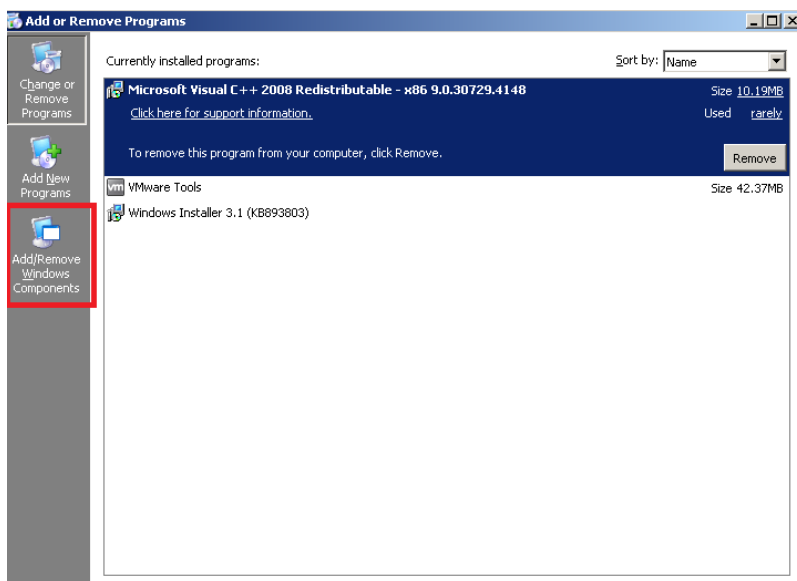 Add or Remove Programs
Change or
Remove
Programs
Add New
Programs
Add/Remove
Windows
Components
Currently installed programs:
Sort by: Name
Microsoft Visual C++ 2008 Redistributable - x86 9.0.30729.4148
Size 10.19MB
Click here for support information.
Used rarely
To remove this program from your computer, click Remove.
Remove
vm VMware Tools
Size 42.37MB
Windows Installer 3.1 (KB893803)